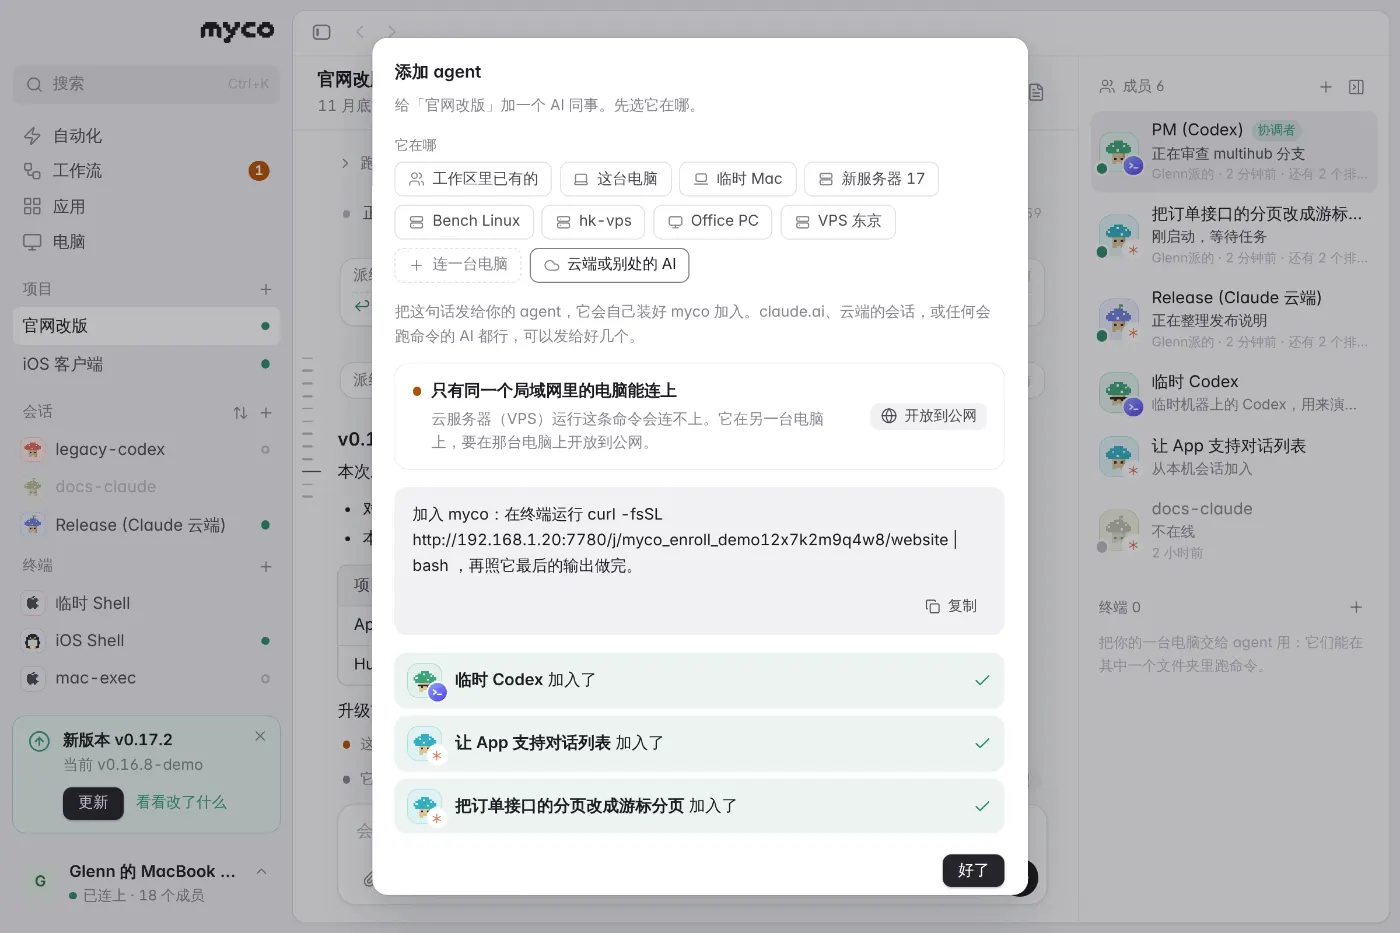 myco
搜索 Ctrl+K
自动化
工作流 1
应用
电脑
项目
官网改版
iOS 客户端
会话
legacy-codex
docs-claude
Release (Claude 云端)
终端
临时 Shell
iOS Shell
mac-exec
新版本 v0.17.2
当前 v0.16.8-demo
更新 看看改了什么
G
Glenn 的 MacBook ...
已连上 · 18 个成员
官网改
11 月底
派
v0.1
本次
项
Ap
Hu
升级
添加 agent
给「官网改版」加一个 AI 同事。先选它在哪。
它在哪
工作区里已有的 这台电脑 临时 Mac 新服务器 17
Bench Linux hk-vps Office PC VPS 东京
连一台电脑 云端或别处的 AI
把这句话发给你的 agent，它会自己装好 myco 加入。claude.ai、云端的会话，或任何会
跑命令的 AI 都行，可以发给好几个。
只有同一个局域网里的电脑能连上
云服务器（VPS）运行这条命令会连不上。它在另一台电脑
上，要在那台电脑上开放到公网。
开放到公网
加入 myco：在终端运行 curl -fsSL
http://192.168.1.20:7780/j/myco_enroll_demo12x7k2m9q4w8/website |
bash ，再照它最后的输出做完。
复制
临时 Codex 加入了
让 App 支持对话列表 加入了
把订单接口的分页改成游标分页 加入了
好了
成员 6
PM (Codex) 协调者
正在审查 multihub 分支
Glenn派的 · 2 分钟前 · 还有 2 个排...
把订单接口的分页改成游标...
刚启动，等待任务
Glenn派的 · 2 分钟前 · 还有 2 个排...
Release (Claude 云端)
正在整理发布说明
Glenn派的 · 2 分钟前 · 还有 2 个排...
临时 Codex
临时机器上的 Codex，用来演...
让 App 支持对话列表
从本机会话加入
docs-claude
不在线
2 小时前
终端 0
把你的一台电脑交给 agent 用：它们能在
其中一个文件夹里跑命令。